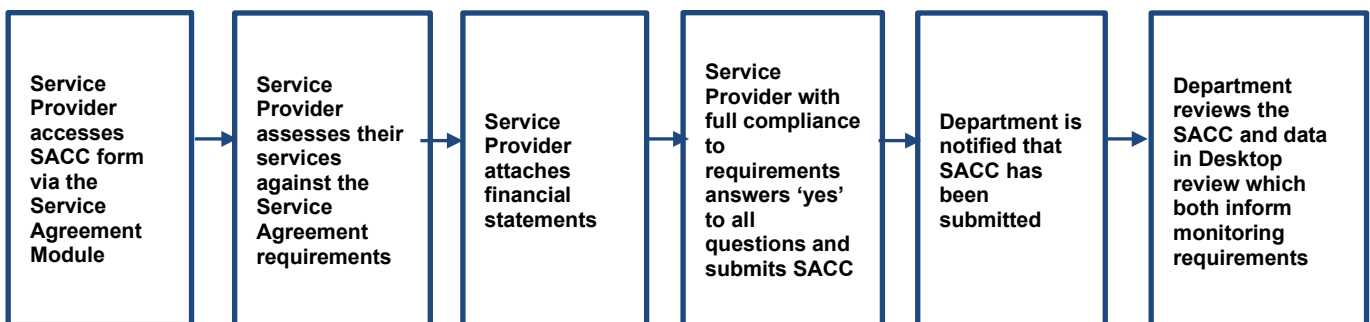 Service
Provider
accesses
SACC form
via the
Service
Agreement
Module
Service
Provider
assesses their
services
against the
Service
Agreement
requirements
Service
Provider
attaches
financial
statements
Service
Provider with
full compliance
to
requirements
answers ‘yes’
to all
questions and
submits SACC
Department is
notified that
SACC has
been
submitted
Department
reviews the
SACC and data
in Desktop
review which
both inform
monitoring
requirements